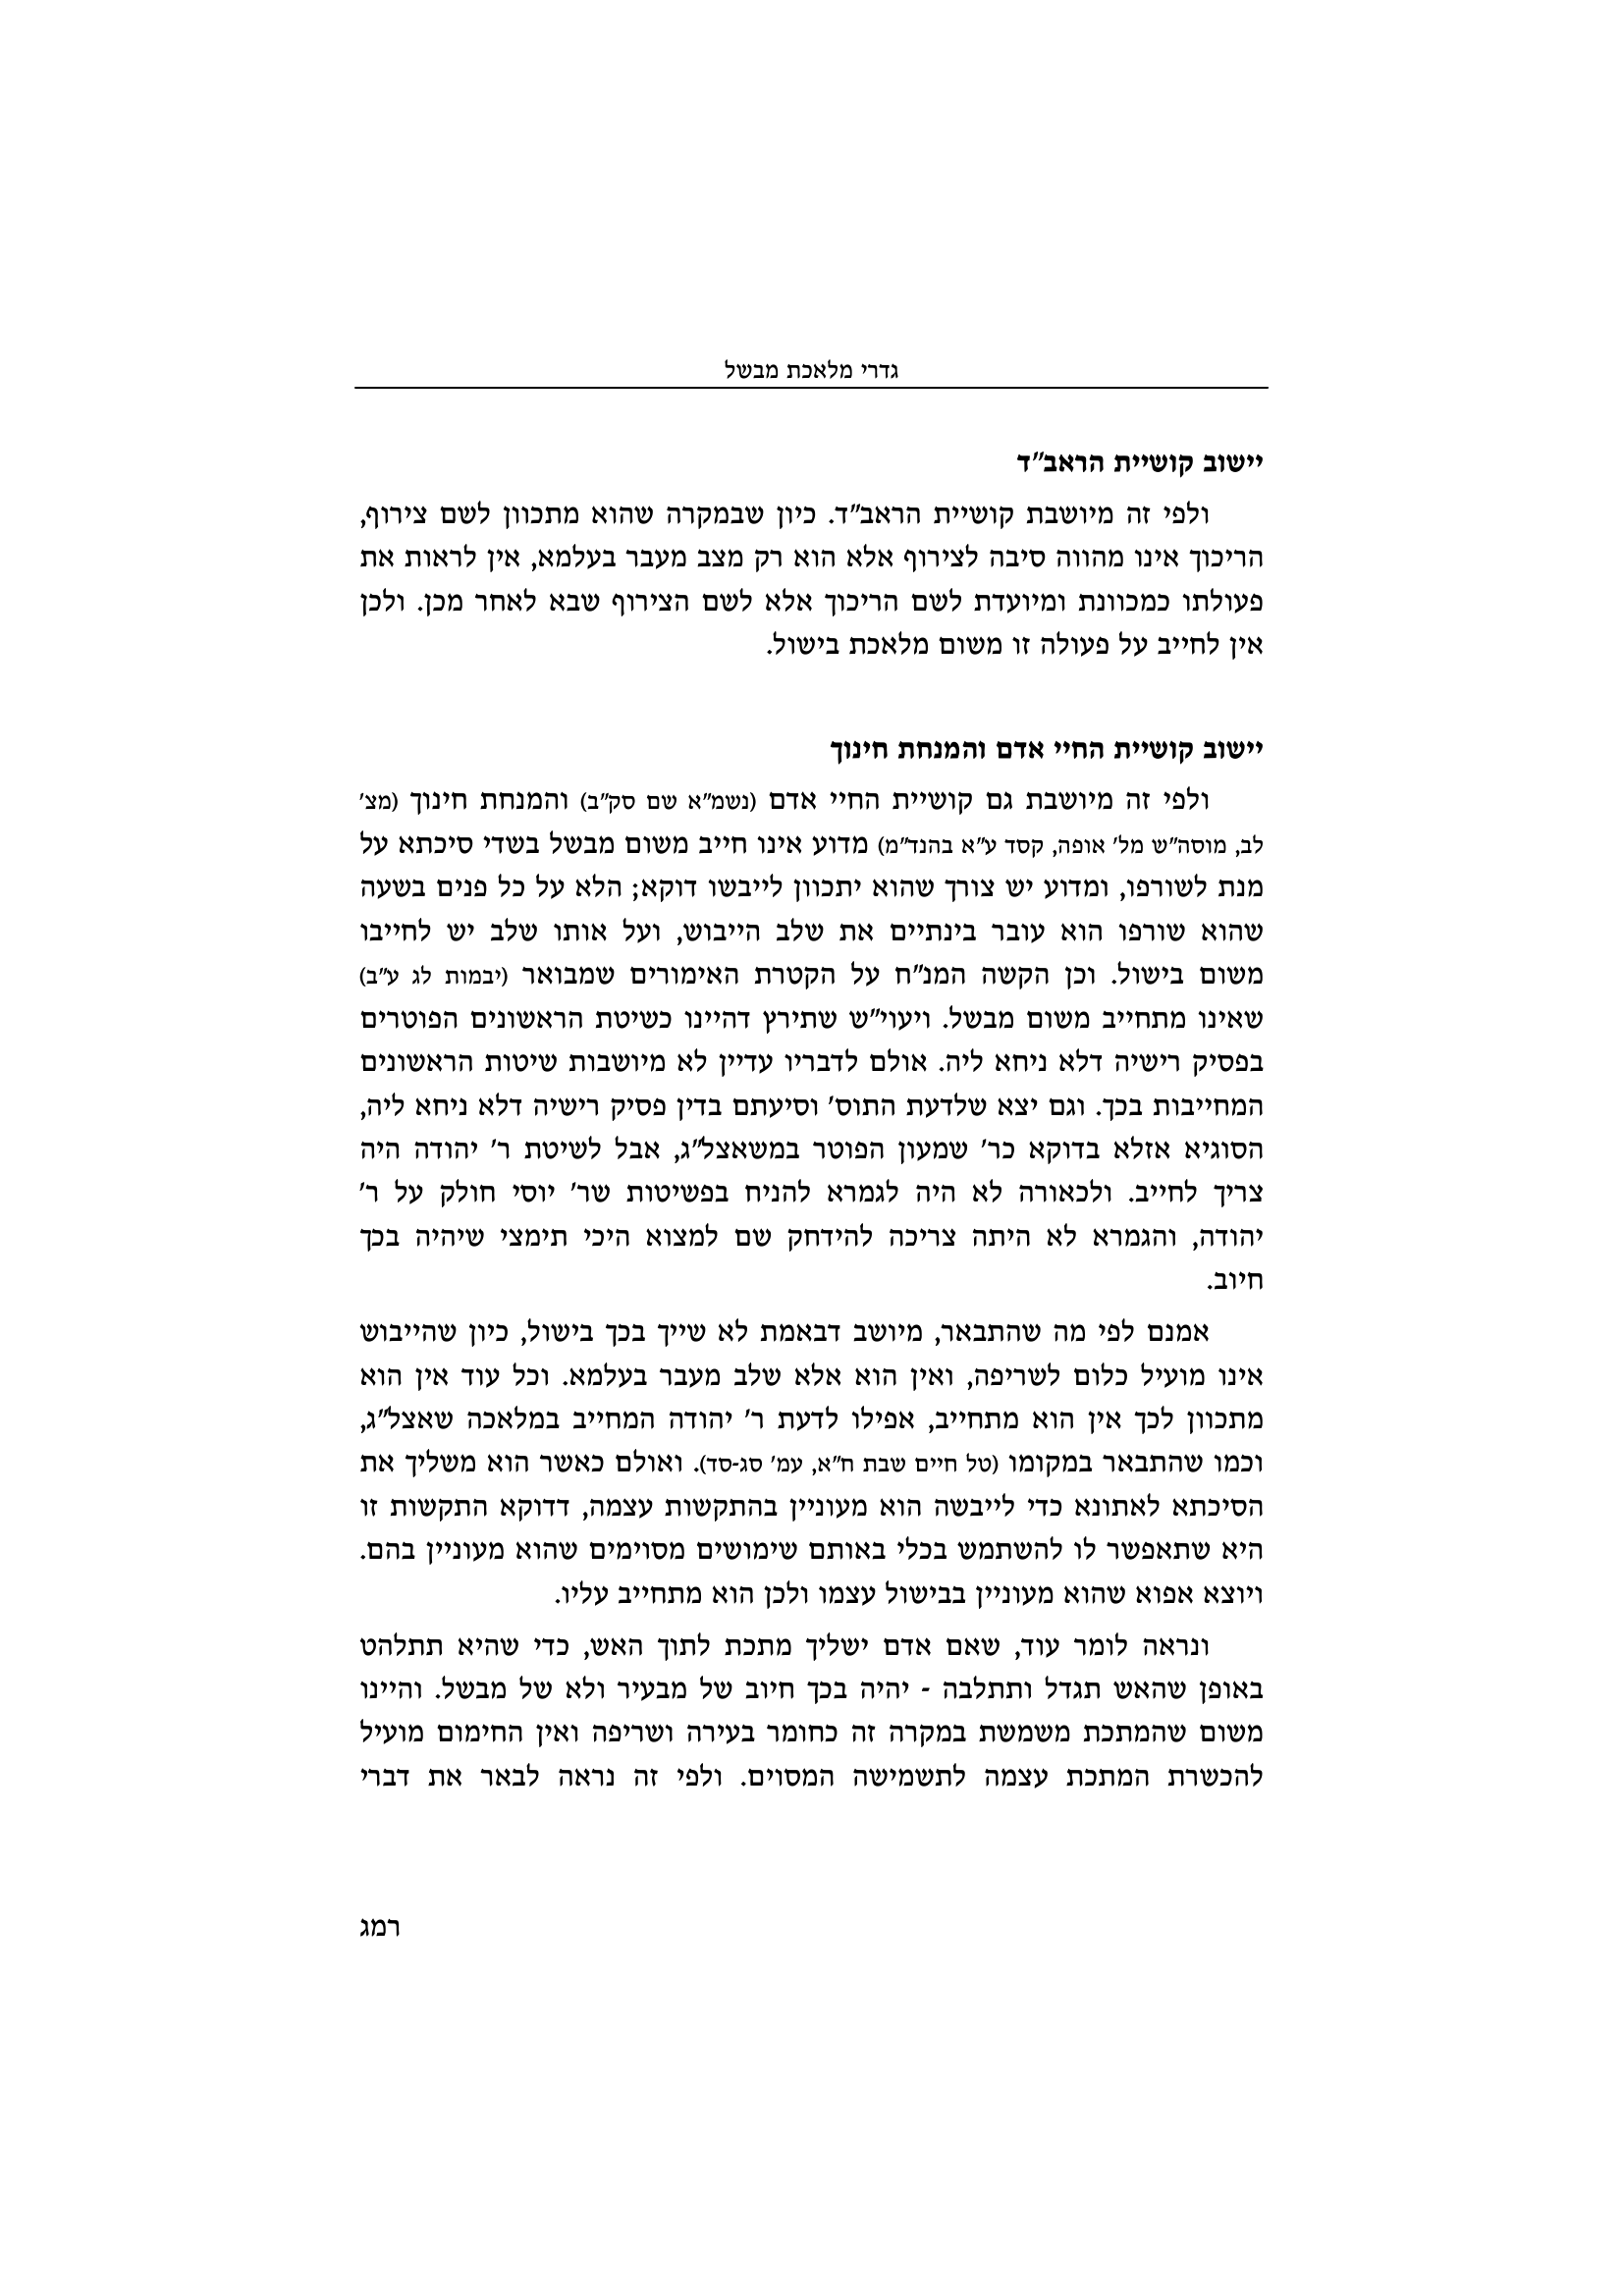 גדרי מלאכת מבשל
יישוב קושיית הראב"ד
ולפי זה מיושבת קושיית הראב"ד. כיון שבמקרה שהוא מתכוון לשם צירוף,
הריכוך אינו מהווה סיבה לצירוף אלא הוא רק מצב מעבר בעלמא, אין לראות את
פעולתו כמכוונת ומיועדת לשם הריכוך אלא לשם הצירוף שבא לאחר מכן. ולכן
אין לחייב על פעולה זו משום מלאכת בישול.
יישוב קושיית החיי אדם והמנחת חינוך
ולפי זה מיושבת גם קושיית החיי אדם (נשמ"א שם סק"ב) והמנחת חינוך (מצ'
לב, מוסה"ש מל' אופה, קסד ע"א בהנד"מ) מדוע אינו חייב משום מבשל בשדי סיכתא על
מנת לשורפו, ומדוע יש צורך שהוא יתכוון לייבשו דוקא; הלא על כל פנים בשעה
שהוא שורפו הוא עובר בינתיים את שלב הייבוש, ועל אותו שלב יש לחייבו
משום בישול. וכן הקשה המנ"ח על הקטרת האימורים שמבואר (יבמות לג ע"ב)
שאינו מתחייב משום מבשל. ויעוי"ש שתירץ דהיינו כשיטת הראשונים הפוטרים
בפסיק רישיה דלא ניחא ליה. אולם לדבריו עדיין לא מיושבות שיטות הראשונים
המחייבות בכך. וגם יצא שלדעת התוס' וסיעתם בדין פסיק רישיה דלא ניחא ליה,
הסוגיא אזלא בדוקא כר' שמעון הפוטר במשאצל"ג, אבל לשיטת ר' יהודה היה
צריך לחייב. ולכאורה לא היה לגמרא להניח בפשיטות שר' יוסי חולק על ר'
יהודה, והגמרא לא היתה צריכה להידחק שם למצוא היכי תימצי שיהיה בכך
חיוב.
אמנם לפי מה שהתבאר, מיושב דבאמת לא שייך בכך בישול, כיון שהייבוש
אינו מועיל כלום לשריפה, ואין הוא אלא שלב מעבר בעלמא. וכל עוד אין הוא
מתכוון לכך אין הוא מתחייב, אפילו לדעת ר' יהודה המחייב במלאכה שאצל"ג,
וכמו שהתבאר במקומו (טל חיים שבת ח"א, עמ' סג-סד). ואולם כאשר הוא משליך את
הסיכתא לאתונא כדי לייבשה הוא מעוניין בהתקשות עצמה, דדוקא התקשות זו
היא שתאפשר לו להשתמש בכלי באותם שימושים מסוימים שהוא מעוניין בהם.
ויוצא אפוא שהוא מעוניין בבישול עצמו ולכן הוא מתחייב עליו.
ונראה לומר עוד, שאם אדם ישליך מתכת לתוך האש, כדי שהיא תתלהט
באופן שהאש תגדל ותתלבה - יהיה בכך חיוב של מבעיר ולא של מבשל. והיינו
משום שהמתכת משמשת במקרה זה כחומר בעירה ושריפה ואין החימום מועיל
להכשרת המתכת עצמה לתשמישה המסוים. ולפי זה נראה לבאר את דברי
רמג